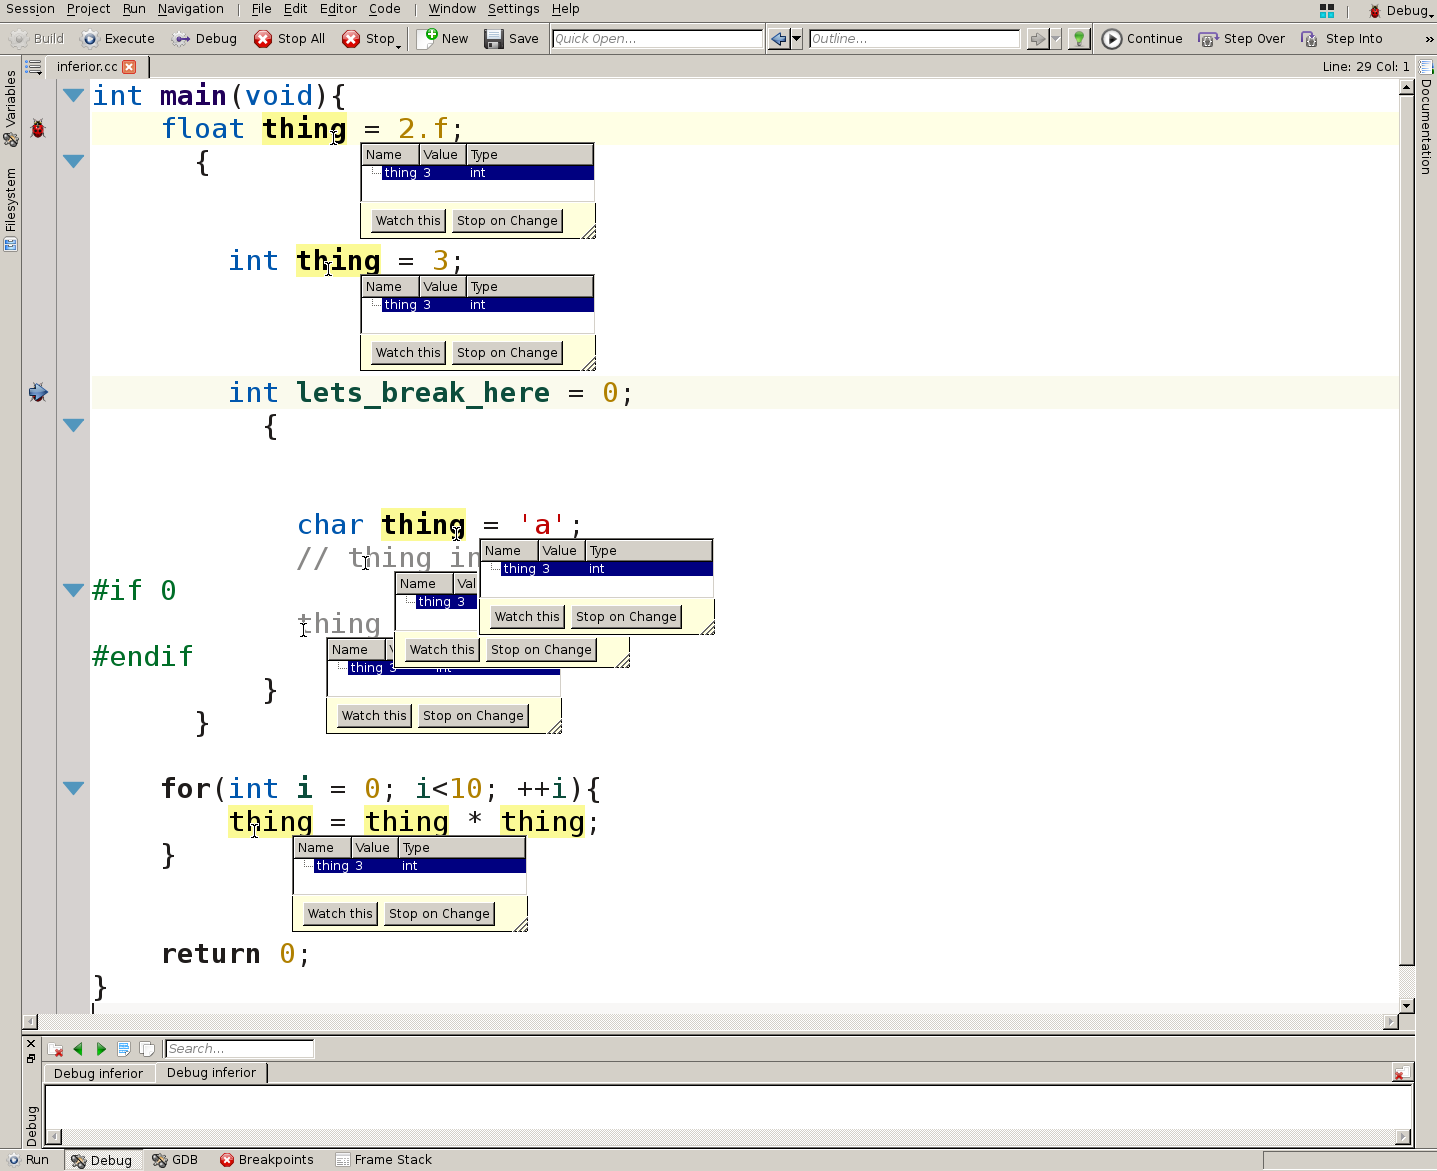 Session Project Run Navigation File Edit Editor Code Window Settings Help Debug
Build Execute Debug Stop All Stop New Save Quick Open... Outline... Continue Step Over Step Into »
inferior.cc Line: 29 Col: 1
Variables
Filesystem
Documentation
int main(void){
float thing = 2.f;
{
Name Value Type
thing 3 int
Watch this Stop on Change
int thing = 3;
Name Value Type
thing 3 int
Watch this Stop on Change
int lets_break_here = 0;
{
char thing = 'a';
// thing in
Name Value Type
thing 3 int
Watch this Stop on Change
#if 0
Name Val
thing 3
Watch this Stop on Change
thing
#endif
Name
thing 3 int
Watch this Stop on Change
}
}
for(int i = 0; i<10; ++i){
thing = thing * thing;
}
Name Value Type
thing 3 int
Watch this Stop on Change
return 0;
}
Search...
Debug inferior Debug inferior
Debug
Run Debug GDB Breakpoints Frame Stack